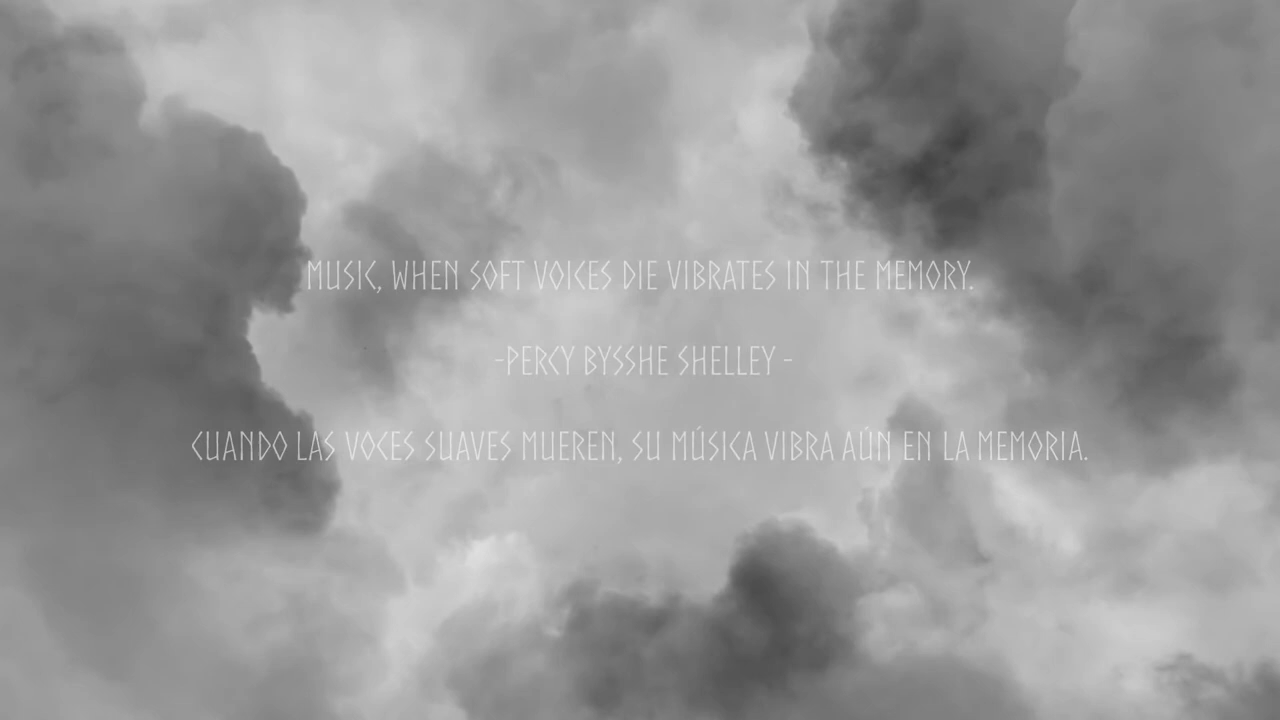 MUSIC, WHEN SOFT VOICES DIE VIBRATES IN THE MEMORY.
-PERCY BYSSHE SHELLEY -
CUANDO LAS VOCES SUAVES MUEREN, SU MÚSICA VIBRA AÚN EN LA MEMORIA.